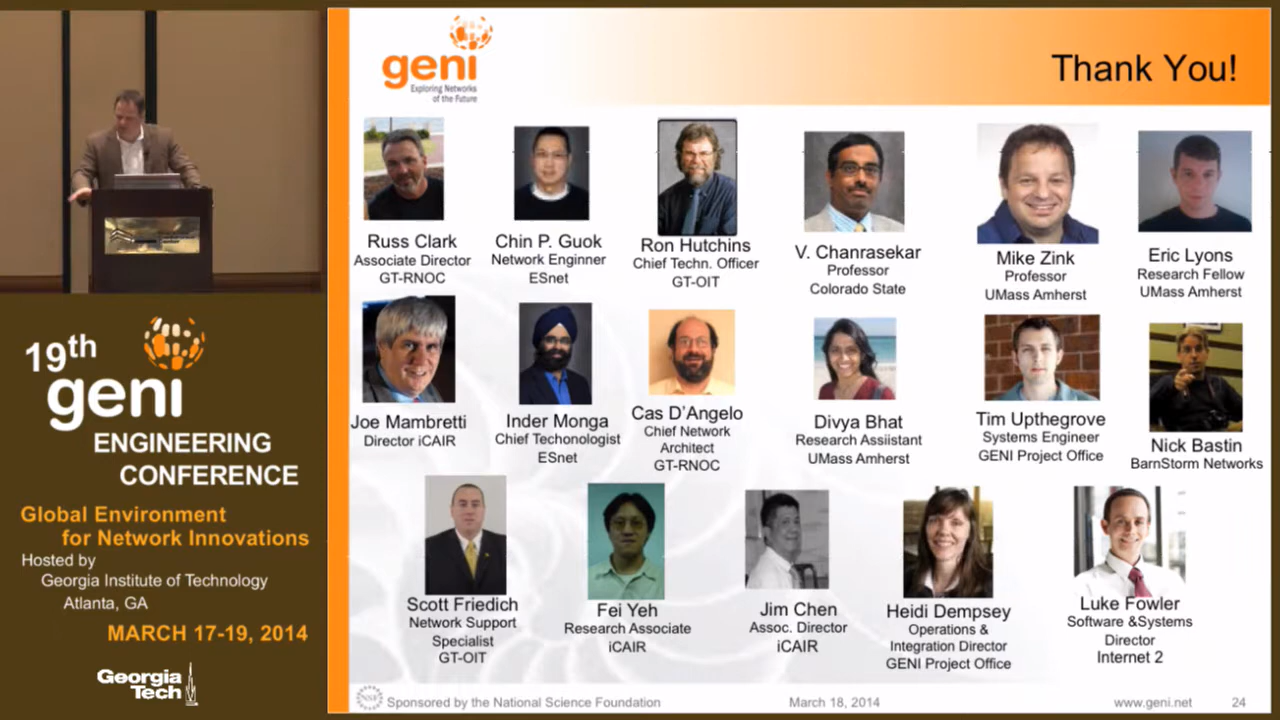 geni
Exploring Networks
of the Future
Thank You!
Russ Clark
Associate Director
GT-RNOC
Chin P. Guok
Network Enginner
ESnet
Ron Hutchins
Chief Techn. Officer
GT-OIT
V. Chanrasekar
Professor
Colorado State
Mike Zink
Professor
UMass Amherst
Eric Lyons
Research Fellow
UMass Amherst
Joe Mambretti
Director iCAIR
Inder Monga
Chief Techonologist
ESnet
Cas D'Angelo
Chief Network
Architect
GT-RNOC
Divya Bhat
Research Assiistant
UMass Amherst
Tim Upthegrove
Systems Engineer
GENI Project Office
Nick Bastin
BarnStorm Networks
Scott Friedich
Network Support
Specialist
GT-OIT
Fei Yeh
Research Associate
iCAIR
Jim Chen
Assoc. Director
iCAIR
Heidi Dempsey
Operations &
Integration Director
GENI Project Office
Luke Fowler
Software &Systems
Director
Internet 2
Sponsored by the National Science Foundation
March 18, 2014
www.geni.net
24
19th
geni
ENGINEERING
CONFERENCE
Global Environment
for Network Innovations
Hosted by
Georgia Institute of Technology
Atlanta, GA
MARCH 17-19, 2014
Georgia
Tech